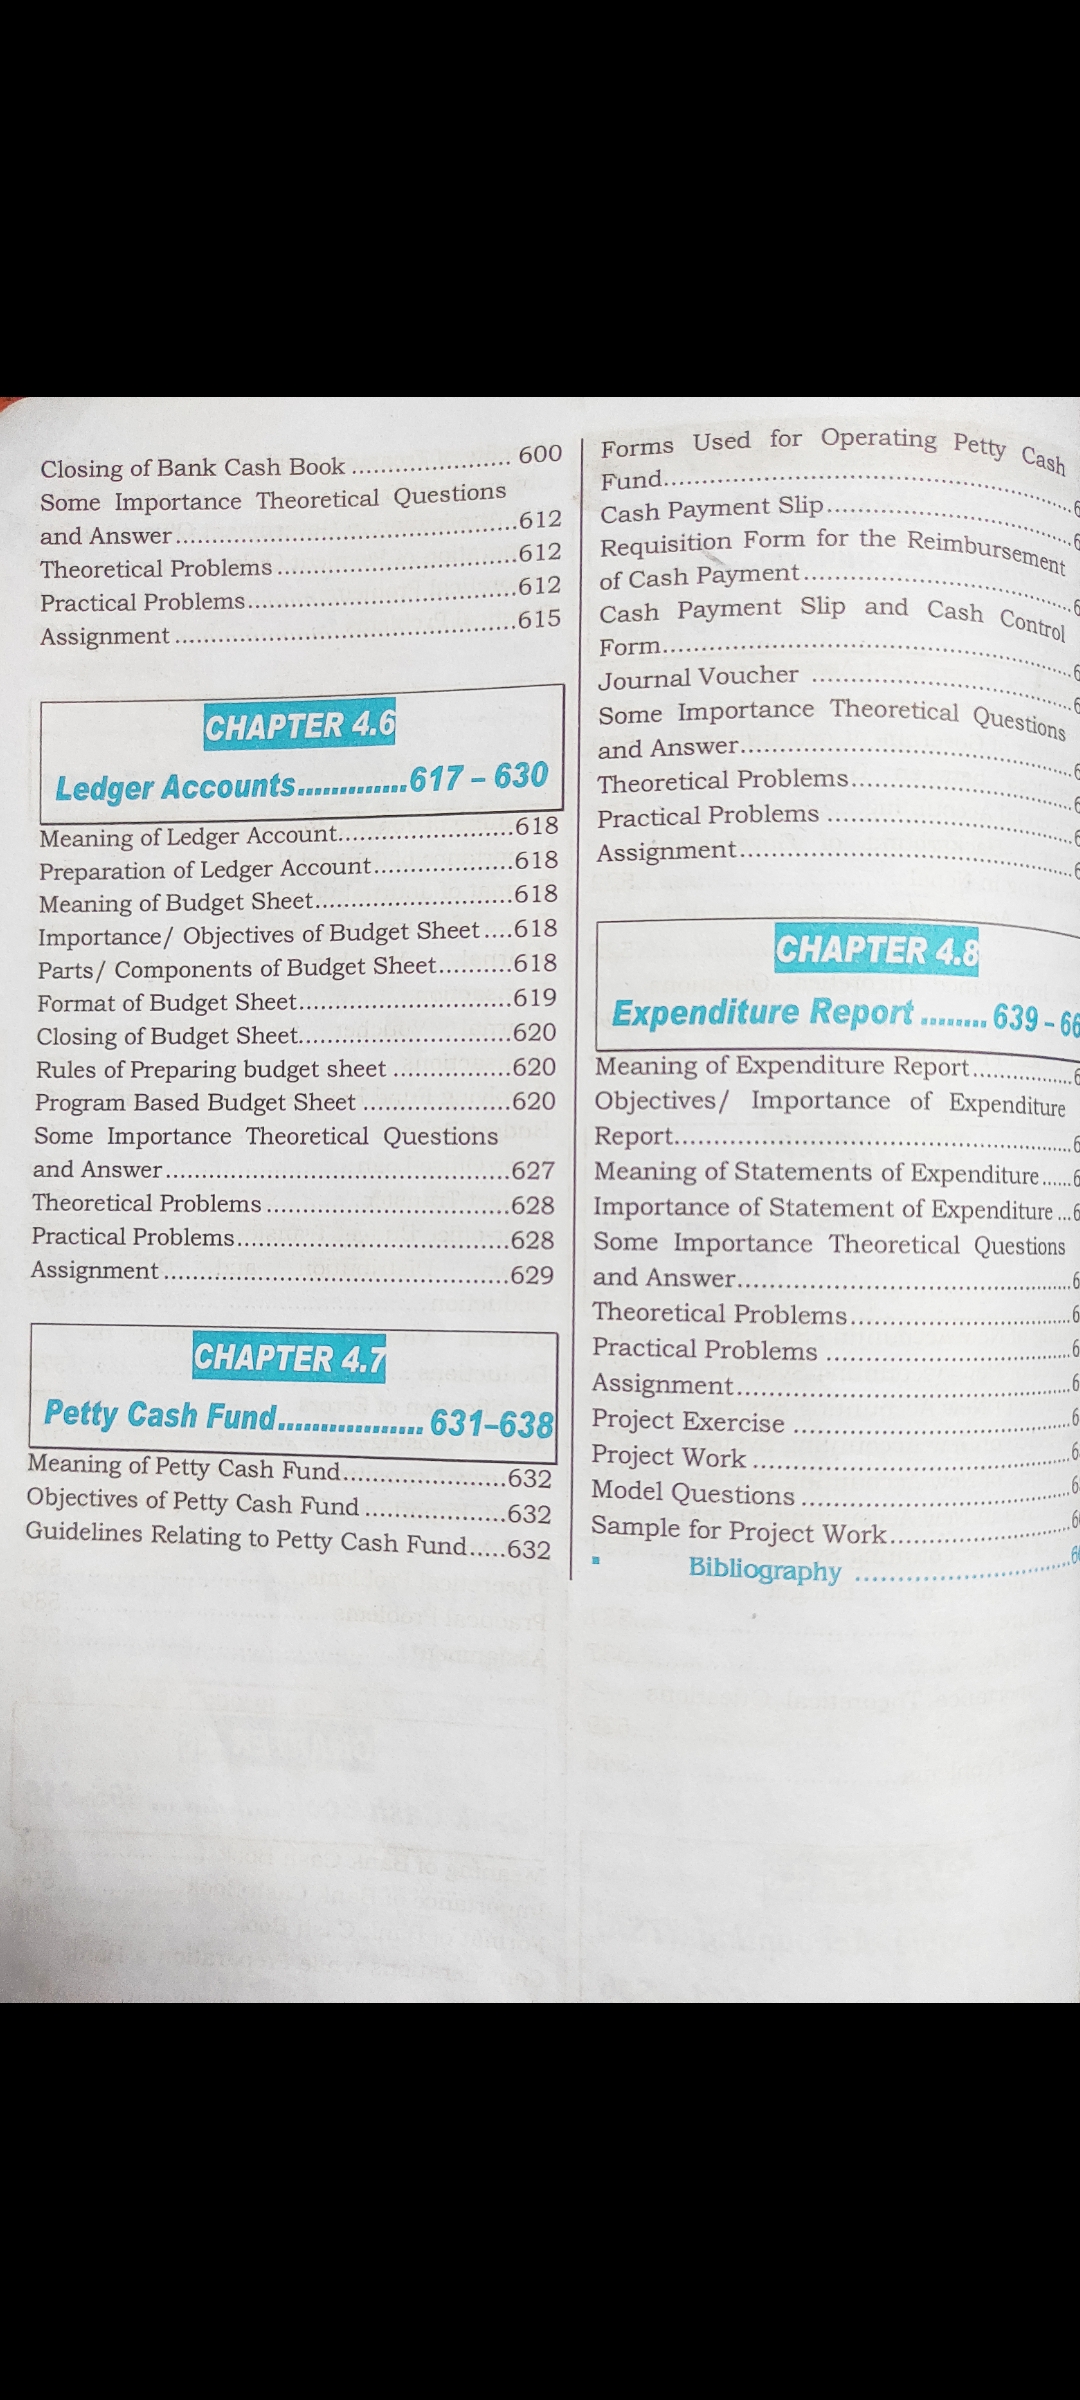 Closing of Bank Cash Book ...................... 600
Some Importance Theoretical Questions
and Answer..............................................612
Theoretical Problems................................612
Practical Problems....................................612
Assignment..............................................615
CHAPTER 4.6
Ledger Accounts.............617 – 630
Meaning of Ledger Account........................618
Preparation of Ledger Account...................618
Meaning of Budget Sheet...........................618
Importance/ Objectives of Budget Sheet....618
Parts/ Components of Budget Sheet..........618
Format of Budget Sheet.............................619
Closing of Budget Sheet.............................620
Rules of Preparing budget sheet ................620
Program Based Budget Sheet ....................620
Some Importance Theoretical Questions
and Answer...............................................627
Theoretical Problems.................................628
Practical Problems.....................................628
Assignment...............................................629
CHAPTER 4.7
Petty Cash Fund................. 631–638
Meaning of Petty Cash Fund......................632
Objectives of Petty Cash Fund ...................632
Guidelines Relating to Petty Cash Fund.....632
Forms Used for Operating Petty Cash
Fund.......................................................6
Cash Payment Slip..................................6
Requisition Form for the Reimbursement
of Cash Payment.....................................6
Cash Payment Slip and Cash Control
Form.......................................................6
Journal Voucher ....................................6
Some Importance Theoretical Questions
and Answer.............................................6
Theoretical Problems...............................6
Practical Problems ..................................6
Assignment..............................................6
CHAPTER 4.8
Expenditure Report ........ 639 – 66
Meaning of Expenditure Report................6
Objectives/ Importance of Expenditure
Report.....................................................6
Meaning of Statements of Expenditure......6
Importance of Statement of Expenditure ...6
Some Importance Theoretical Questions
and Answer..............................................6
Theoretical Problems................................6
Practical Problems ...................................6
Assignment..............................................6
Project Exercise .......................................6
Project Work ............................................6
Model Questions ......................................6
Sample for Project Work...........................6
▪ Bibliography ............................6